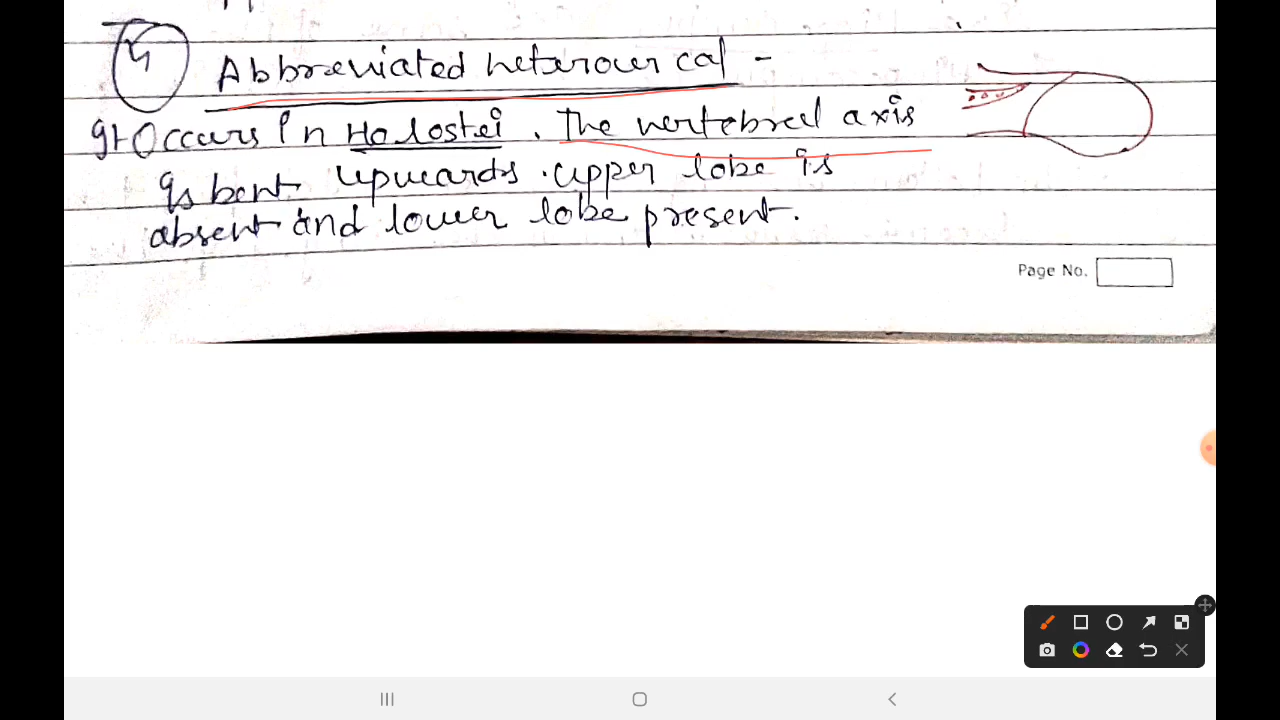 4
Abbreviated heterourcal -
It Occurs In Holostei. The vertebral axis
Is bent upwards. upper lobe is
absent and lower lobe present.
Page No.